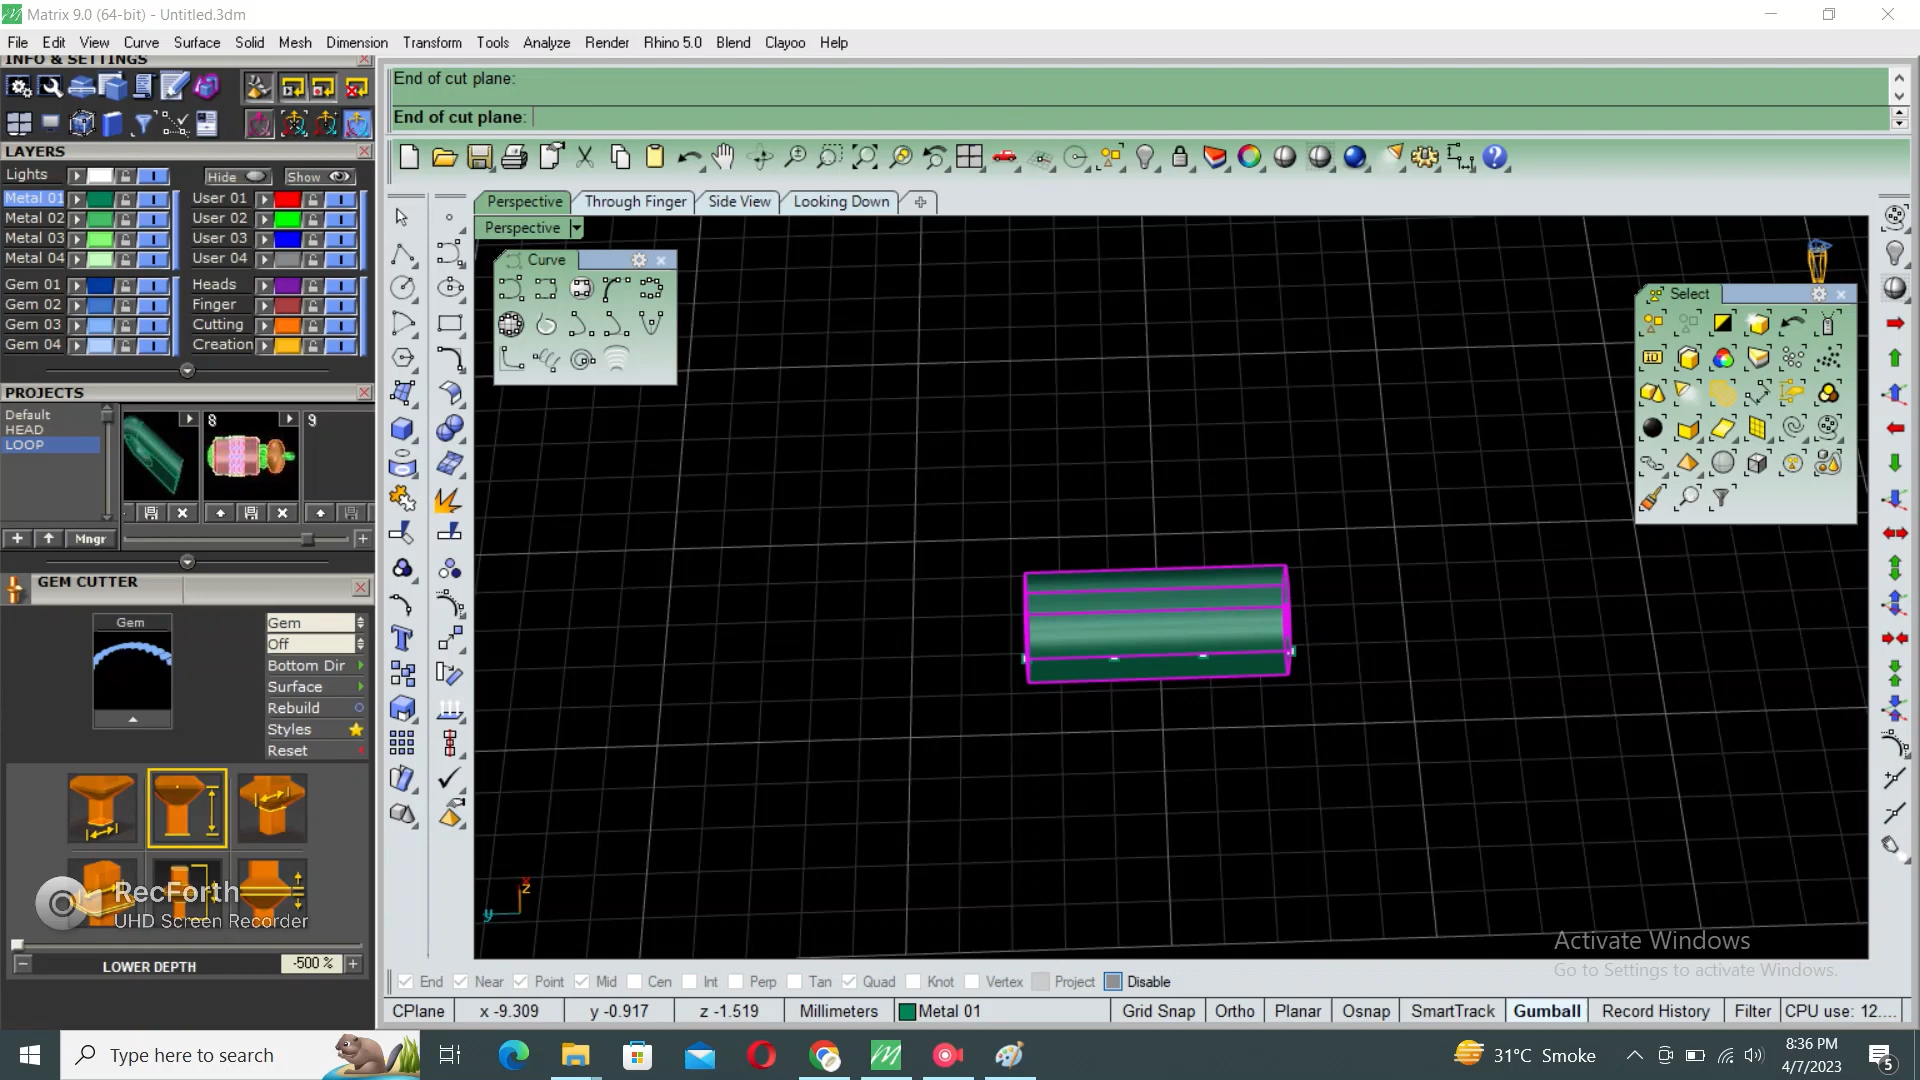 Matrix 9.0 (64-bit) - Untitled.3dm
File Edit View Curve Surface Solid Mesh Dimension Transform Tools Analyze Render Rhino 5.0 Blend Clayoo Help
INFO & SETTINGS
End of cut plane:
End of cut plane:
LAYERS
Lights Hide Show
Metal 01 User 01
Metal 02 User 02
Metal 03 User 03
Metal 04 User 04
Gem 01 Heads
Gem 02 Finger
Gem 03 Cutting
Gem 04 Creation
PROJECTS
Default
HEAD
LOOP
8 9
Mngr
GEM CUTTER
Gem
Gem
Off
Bottom Dir
Surface
Rebuild
Styles
Reset
RecForth
UHD Screen Recorder
LOWER DEPTH -500 %
Perspective Through Finger Side View Looking Down
Perspective
Curve
Select
ID
z
y
Activate Windows
Go to Settings to activate Windows.
End Near Point Mid Cen Int Perp Tan Quad Knot Vertex Project Disable
CPlane x -9.309 y -0.917 z -1.519 Millimeters Metal 01 Grid Snap Ortho Planar Osnap SmartTrack Gumball Record History Filter CPU use: 12....
Type here to search
31°C Smoke
8:36 PM
4/7/2023
5